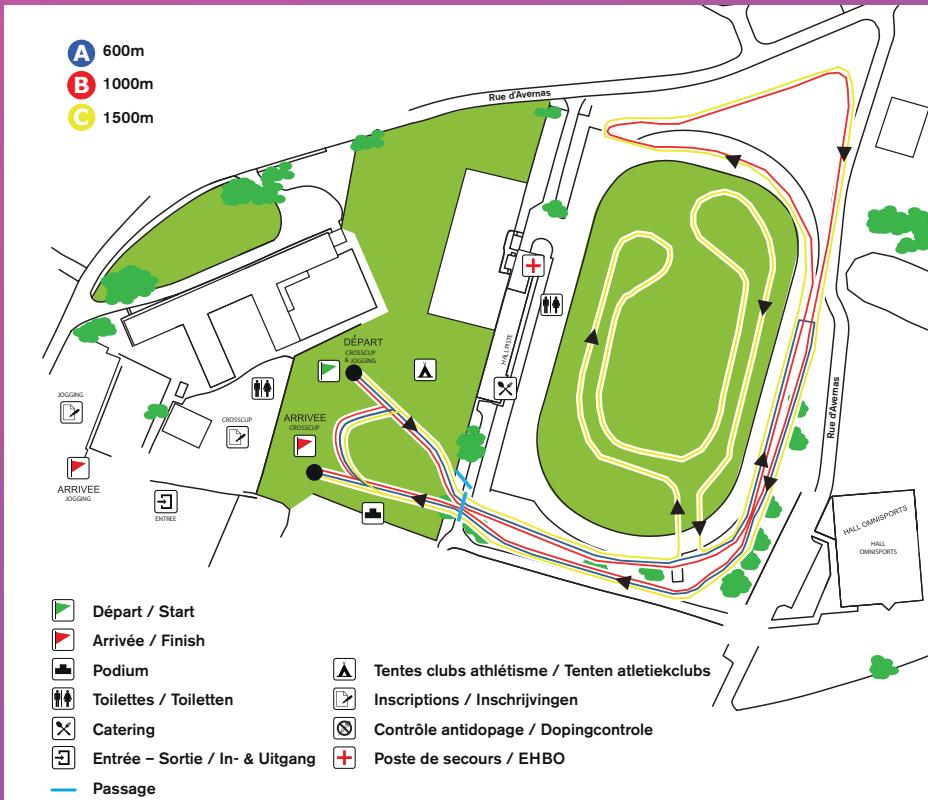 A 600m
B 1000m
C 1500m
Rue d'Avernas
DÉPART
CROSSCUP
& JOGGING
HALL PISTE
JOGGING
CROSSCUP
ARRIVEE
CROSSCUP
Rue d'Avernas
ARRIVEE
JOGGING
ENTREE
HALL OMNISPORTS
HALL
OMNISPORTS
Départ / Start
Arrivée / Finish
Podium
Toilettes / Toiletten
Catering
Entrée – Sortie / In- & Uitgang
Passage
Tentes clubs athlétisme / Tenten atletiekclubs
Inscriptions / Inschrijvingen
Contrôle antidopage / Dopingcontrole
Poste de secours / EHBO